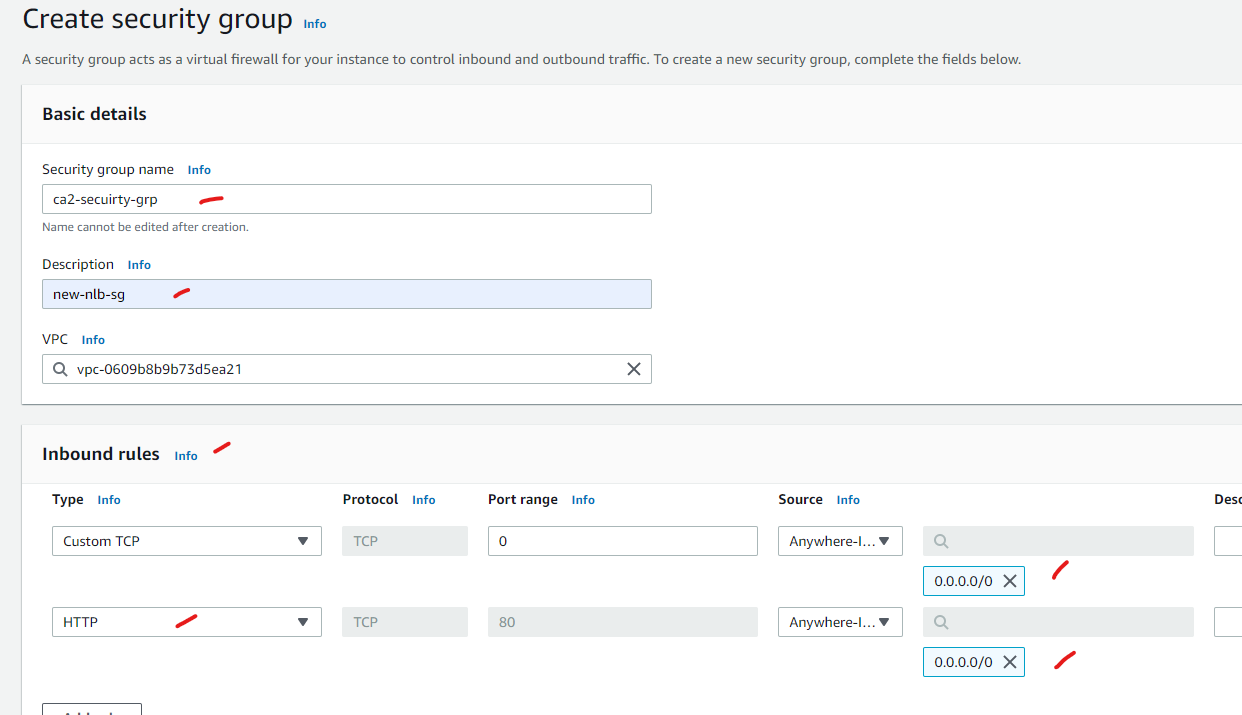 Create security group Info
A security group acts as a virtual firewall for your instance to control inbound and outbound traffic. To create a new security group, complete the fields below.
Basic details
Security group name Info
ca2-secuirty-grp
Name cannot be edited after creation.
Description Info
new-nlb-sg
VPC Info
vpc-0609b8b9b73d5ea21
Inbound rules Info
Type Info Protocol Info Port range Info Source Info
Custom TCP TCP 0 Anywhere-I...
0.0.0.0/0
HTTP TCP 80 Anywhere-I...
0.0.0.0/0